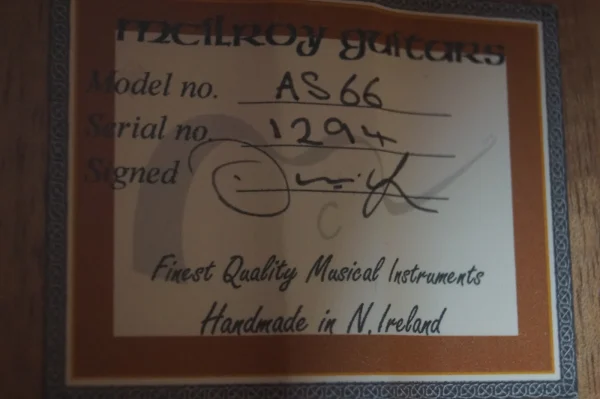 McIlroy Guitars
Model no. AS66
Serial no. 1294
Signed
Finest Quality Musical Instruments
Handmade in N. Ireland